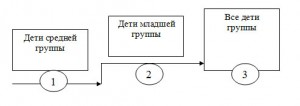 Дети средней
группы
1
Дети младшей
группы
2
Все дети
группы
3